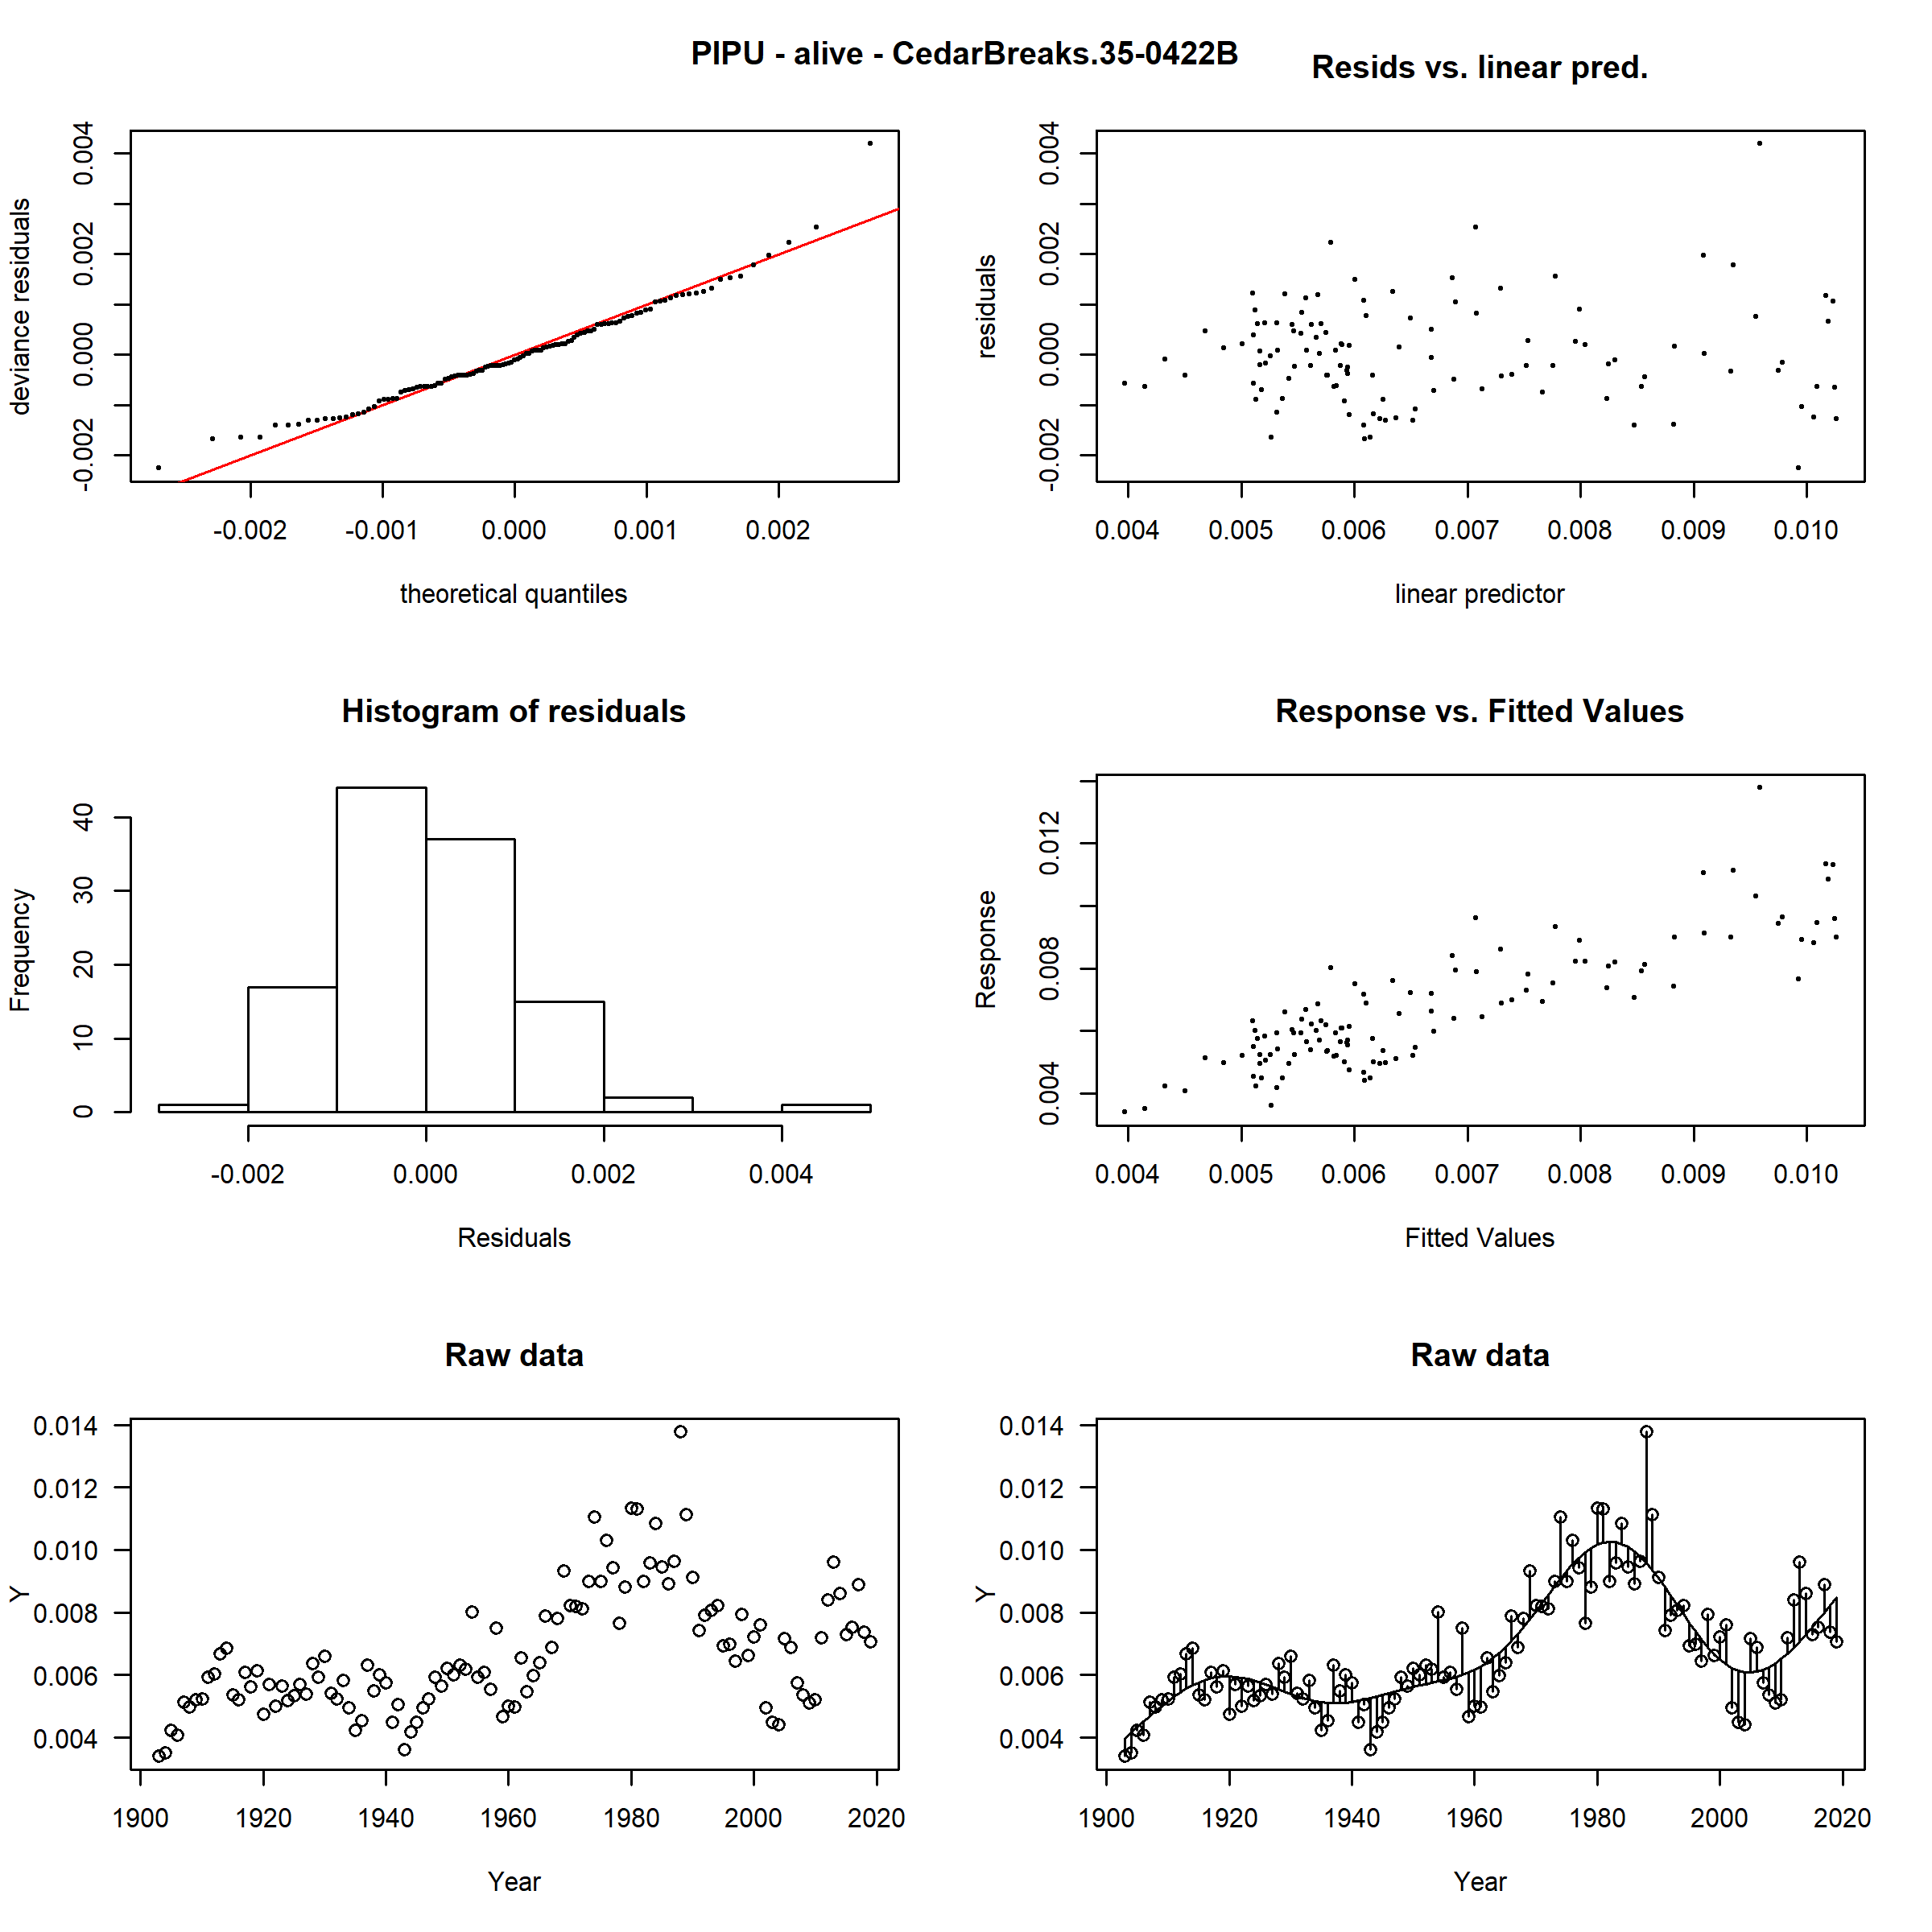 PIPU - alive - CedarBreaks.35-0422B
Resids vs. linear pred.
deviance residuals
-0.002 0.000 0.002 0.004
-0.002 -0.001 0.000 0.001 0.002
theoretical quantiles
residuals
-0.002 0.000 0.002 0.004
0.004 0.005 0.006 0.007 0.008 0.009 0.010
linear predictor
Histogram of residuals
Frequency
0 10 20 30 40
-0.002 0.000 0.002 0.004
Residuals
Response vs. Fitted Values
Response
0.004 0.008 0.012
0.004 0.005 0.006 0.007 0.008 0.009 0.010
Fitted Values
Raw data
Y
0.014
0.012
0.010
0.008
0.006
0.004
1900 1920 1940 1960 1980 2000 2020
Year
Raw data
Y
0.014
0.012
0.010
0.008
0.006
0.004
1900 1920 1940 1960 1980 2000 2020
Year